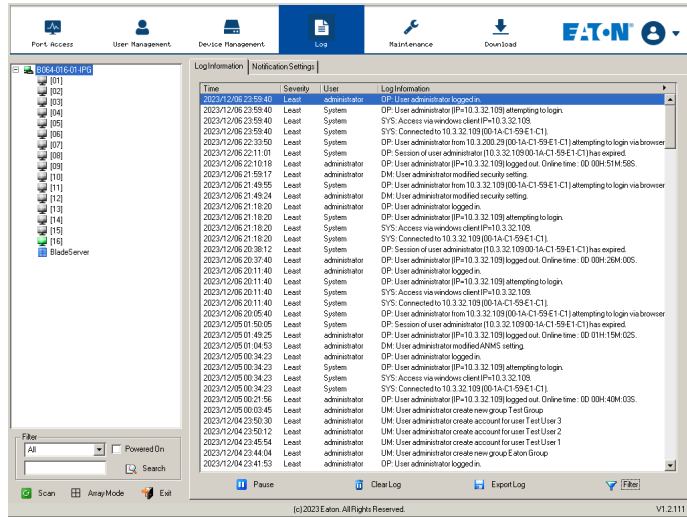 Port Access User Management Device Management Log Maintenance Download EATON
B064-016-01-IPG
[01]
[02]
[03]
[04]
[05]
[06]
[07]
[08]
[09]
[10]
[11]
[12]
[13]
[14]
[15]
[16]
BladeServer
Filter
All Powered On
Search
Scan Array Mode Exit
Log Information Notification Settings
Time Severity User Log Information
2023/12/06 23:59:40 Least administrator OP: User administrator logged in.
2023/12/06 23:59:40 Least System OP: User administrator (IP=10.3.32.109) attempting to login.
2023/12/06 23:59:40 Least System SYS: Access via windows client IP=10.3.32.109.
2023/12/06 23:59:40 Least System SYS: Connected to 10.3.32.109 (00-1A-C1-59-E1-C1).
2023/12/06 22:33:50 Least System OP: User administrator from 10.3.200.29 (00-1A-C1-59-E1-C1) attempting to login via browser
2023/12/06 22:11:01 Least System OP: Session of user administrator (10.3.32.109 00-1A-C1-59-E1-C1) has expired.
2023/12/06 22:10:18 Least administrator OP: User administrator (IP=10.3.32.109) logged out. Online time : 0D 00H:51M:58S.
2023/12/06 21:59:17 Least administrator DM: User administrator modified security setting.
2023/12/06 21:49:55 Least System OP: User administrator from 10.3.32.109 (00-1A-C1-59-E1-C1) attempting to login via browser
2023/12/06 21:49:24 Least administrator DM: User administrator modified security setting.
2023/12/06 21:18:20 Least administrator OP: User administrator logged in.
2023/12/06 21:18:20 Least System OP: User administrator (IP=10.3.32.109) attempting to login.
2023/12/06 21:18:20 Least System SYS: Access via windows client IP=10.3.32.109.
2023/12/06 21:18:20 Least System SYS: Connected to 10.3.32.109 (00-1A-C1-59-E1-C1).
2023/12/06 20:38:12 Least System OP: Session of user administrator (10.3.32.109 00-1A-C1-59-E1-C1) has expired.
2023/12/06 20:37:40 Least administrator OP: User administrator (IP=10.3.32.109) logged out. Online time : 0D 00H:26M:00S.
2023/12/06 20:11:40 Least administrator OP: User administrator logged in.
2023/12/06 20:11:40 Least System OP: User administrator (IP=10.3.32.109) attempting to login.
2023/12/06 20:11:40 Least System SYS: Access via windows client IP=10.3.32.109.
2023/12/06 20:11:40 Least System SYS: Connected to 10.3.32.109 (00-1A-C1-59-E1-C1).
2023/12/06 20:05:40 Least System OP: User administrator from 10.3.32.109 (00-1A-C1-59-E1-C1) attempting to login via browser
2023/12/05 01:50:05 Least System OP: Session of user administrator (10.3.32.109 00-1A-C1-59-E1-C1) has expired.
2023/12/05 01:49:25 Least administrator OP: User administrator (IP=10.3.32.109) logged out. Online time : 0D 01H:15M:02S.
2023/12/05 01:04:53 Least administrator DM: User administrator modified ANMS setting.
2023/12/05 00:34:23 Least administrator OP: User administrator logged in.
2023/12/05 00:34:23 Least System OP: User administrator (IP=10.3.32.109) attempting to login.
2023/12/05 00:34:23 Least System SYS: Access via windows client IP=10.3.32.109.
2023/12/05 00:34:23 Least System SYS: Connected to 10.3.32.109 (00-1A-C1-59-E1-C1).
2023/12/05 00:21:56 Least administrator OP: User administrator (IP=10.3.32.109) logged out. Online time : 0D 00H:40M:03S.
2023/12/05 00:03:45 Least administrator UM: User administrator create new group Test Group
2023/12/04 23:50:30 Least administrator UM: User administrator create account for user Test User 3
2023/12/04 23:50:12 Least administrator UM: User administrator create account for user Test User 2
2023/12/04 23:45:54 Least administrator UM: User administrator create account for user Test User 1
2023/12/04 23:44:04 Least administrator UM: User administrator create new group Eaton Group
2023/12/04 23:41:53 Least administrator OP: User administrator logged in.
Pause Clear Log Export Log Filter
(c) 2023 Eaton. All Rights Reserved. V1.2.111